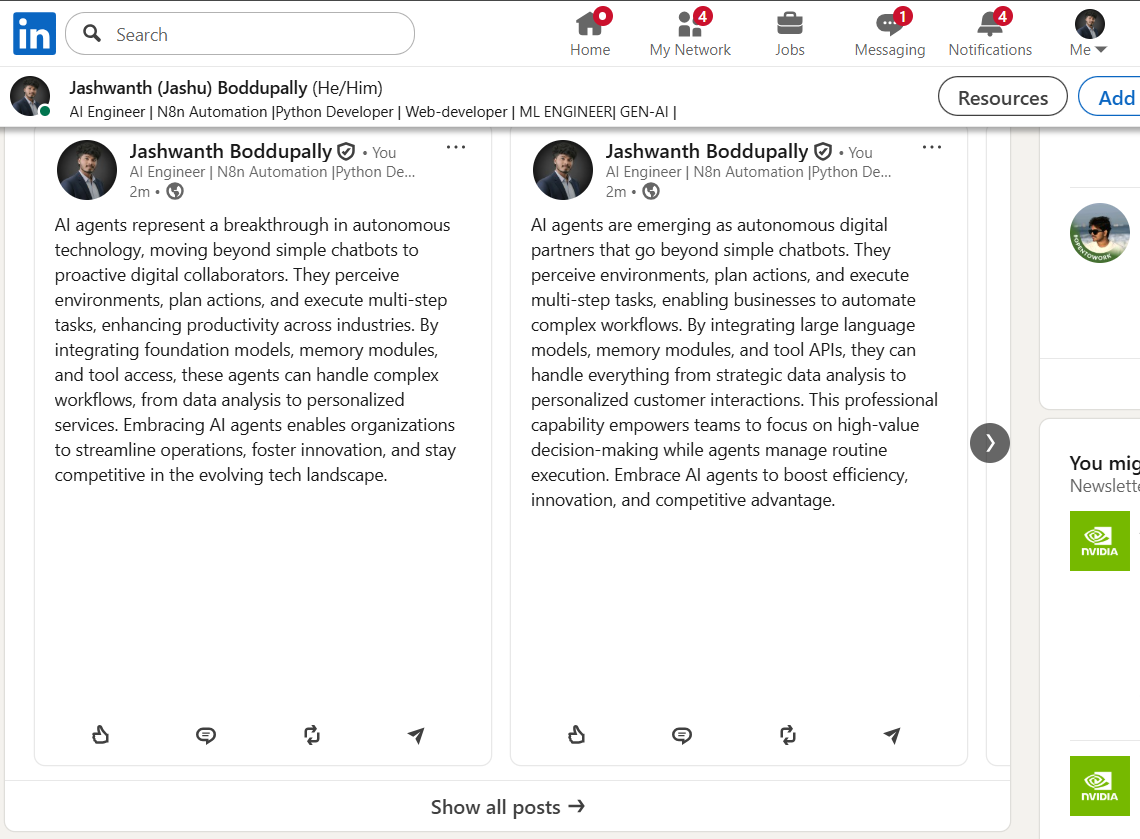 in
Search
Home
4
My Network
Jobs
1
Messaging
4
Notifications
Me
Jashwanth (Jashu) Boddupally (He/Him)
AI Engineer | N8n Automation |Python Developer | Web-developer | ML ENGINEER| GEN-AI |
Resources
Add
Jashwanth Boddupally • You
AI Engineer | N8n Automation |Python De...
2m •
AI agents represent a breakthrough in autonomous
technology, moving beyond simple chatbots to
proactive digital collaborators. They perceive
environments, plan actions, and execute multi-step
tasks, enhancing productivity across industries. By
integrating foundation models, memory modules,
and tool access, these agents can handle complex
workflows, from data analysis to personalized
services. Embracing AI agents enables organizations
to streamline operations, foster innovation, and stay
competitive in the evolving tech landscape.
Jashwanth Boddupally • You
AI Engineer | N8n Automation |Python De...
2m •
AI agents are emerging as autonomous digital
partners that go beyond simple chatbots. They
perceive environments, plan actions, and execute
multi-step tasks, enabling businesses to automate
complex workflows. By integrating large language
models, memory modules, and tool APIs, they can
handle everything from strategic data analysis to
personalized customer interactions. This professional
capability empowers teams to focus on high-value
decision-making while agents manage routine
execution. Embrace AI agents to boost efficiency,
innovation, and competitive advantage.
Show all posts →
#OPENTOWORK
You mig
Newslette
NVIDIA
NVIDIA